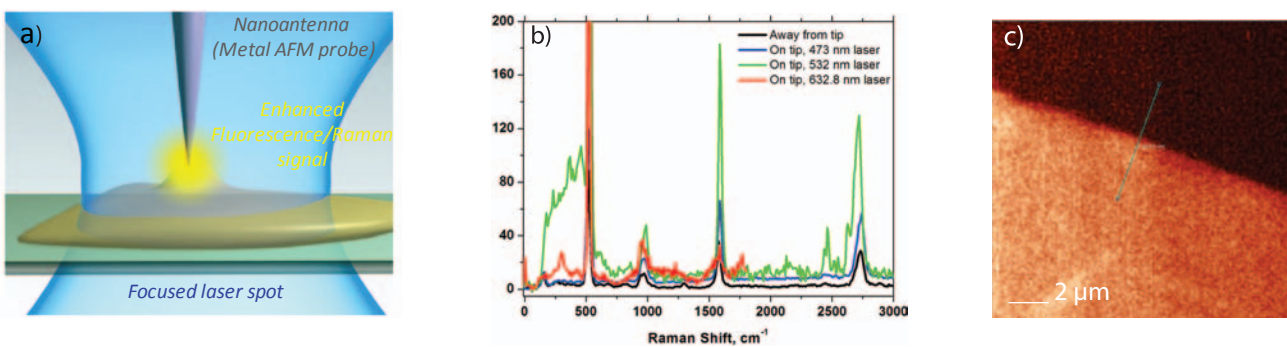 a)
Nanoantenna
(Metal AFM probe)
Enhanced
Fluorescence/Raman
signal
Focused laser spot
b)
Away from tip
On tip, 473 nm laser
On tip, 532 nm laser
On tip, 632.8 nm laser
200
160
120
80
40
0
0 500 1000 1500 2000 2500 3000
Raman Shift, cm⁻¹
c)
2 µm